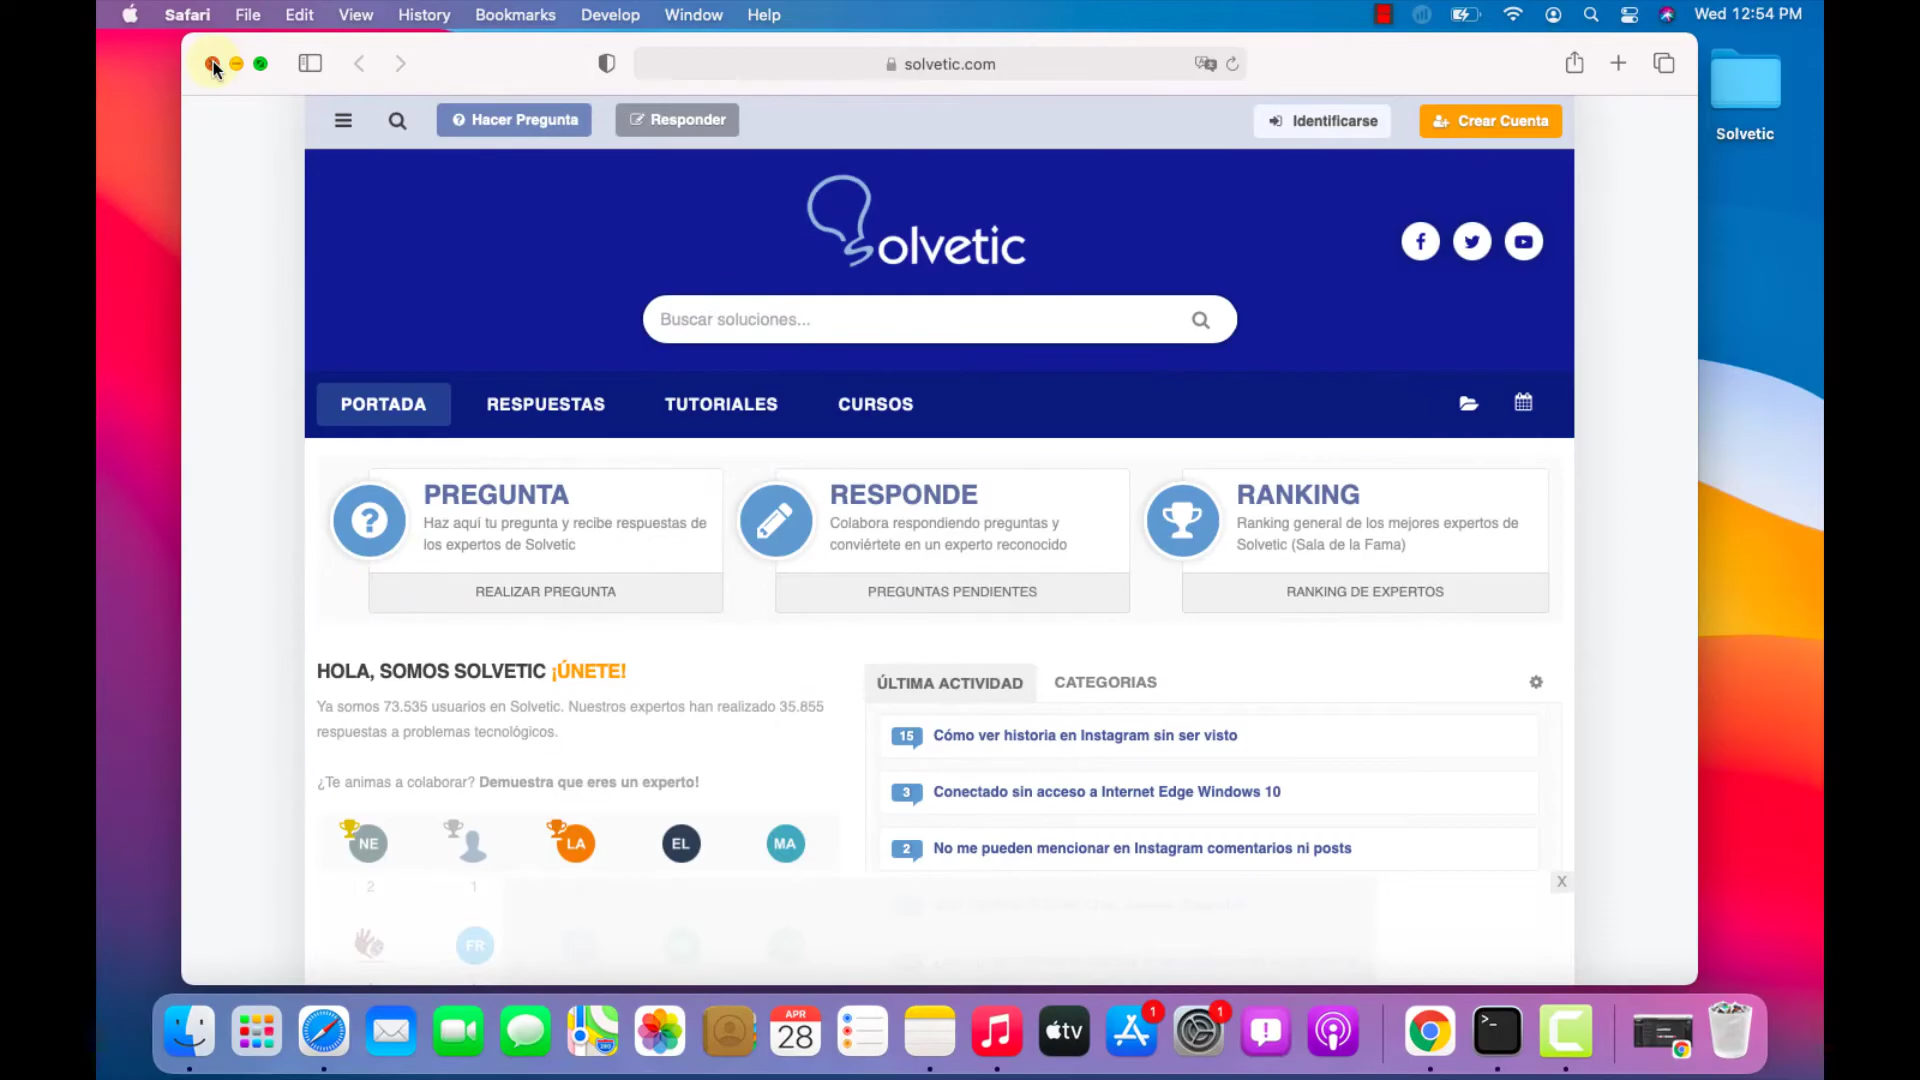 Safari File Edit View History Bookmarks Develop Window Help Wed 12:54 PM
solvetic.com
Solvetic
Hacer Pregunta Responder Identificarse Crear Cuenta
Solvetic
Buscar soluciones...
PORTADA RESPUESTAS TUTORIALES CURSOS
PREGUNTA
Haz aquí tu pregunta y recibe respuestas de
los expertos de Solvetic
REALIZAR PREGUNTA
RESPONDE
Colabora respondiendo preguntas y
conviértete en un experto reconocido
PREGUNTAS PENDIENTES
RANKING
Ranking general de los mejores expertos de
Solvetic (Sala de la Fama)
RANKING DE EXPERTOS
HOLA, SOMOS SOLVETIC ¡ÚNETE!
Ya somos 73.535 usuarios en Solvetic. Nuestros expertos han realizado 35.855
respuestas a problemas tecnológicos.
¿Te animas a colaborar? Demuestra que eres un experto!
NE LA EL MA
2 1
FR
ÚLTIMA ACTIVIDAD CATEGORIAS
15 Cómo ver historia en Instagram sin ser visto
3 Conectado sin acceso a Internet Edge Windows 10
2 No me pueden mencionar en Instagram comentarios ni posts
X
APR
28
tv
1
1
280
>_